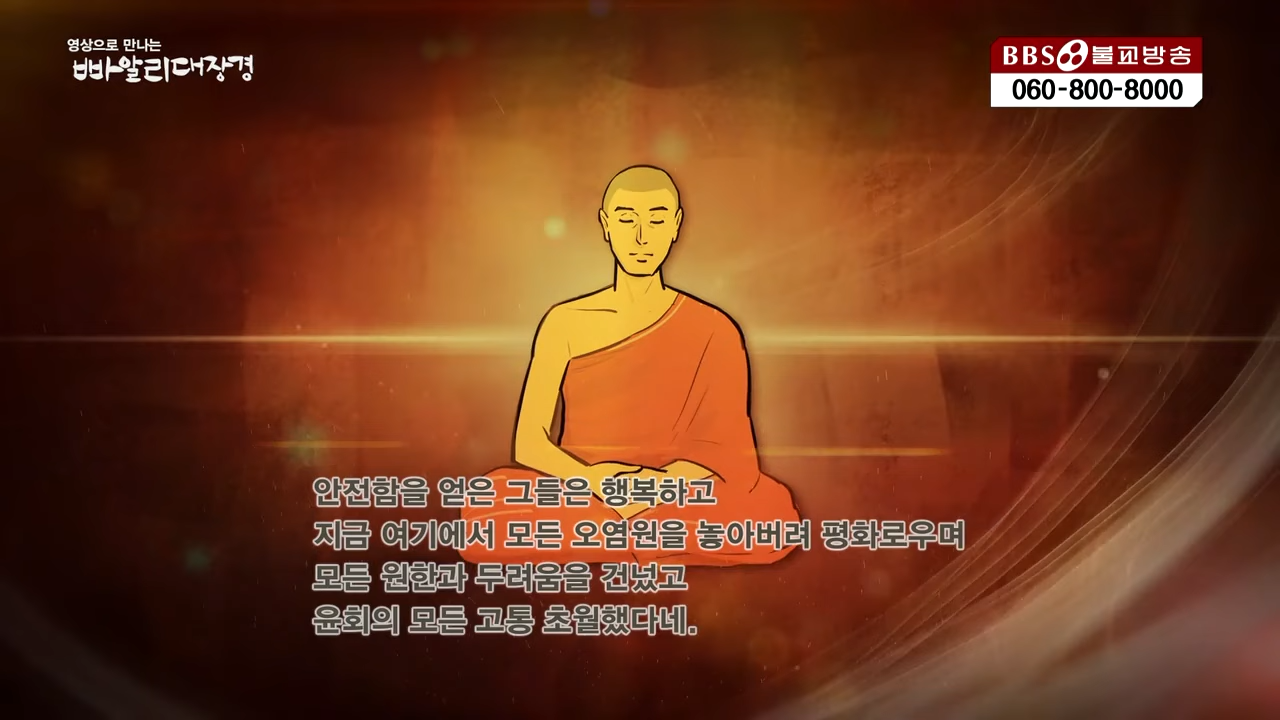 영상으로 만나는
빠알리대장경
BBS 불교방송
060-800-8000
안전함을 얻은 그들은 행복하고
지금 여기에서 모든 오염원을 놓아버려 평화로우며
모든 원한과 두려움을 건넜고
윤회의 모든 고통 초월했다네.